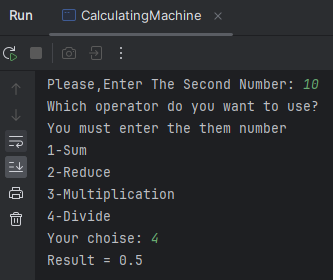 Run
CalculatingMachine
Please,Enter The Second Number: 10
Which operator do you want to use?
You must enter the them number
1-Sum
2-Reduce
3-Multiplication
4-Divide
Your choise: 4
Result = 0.5